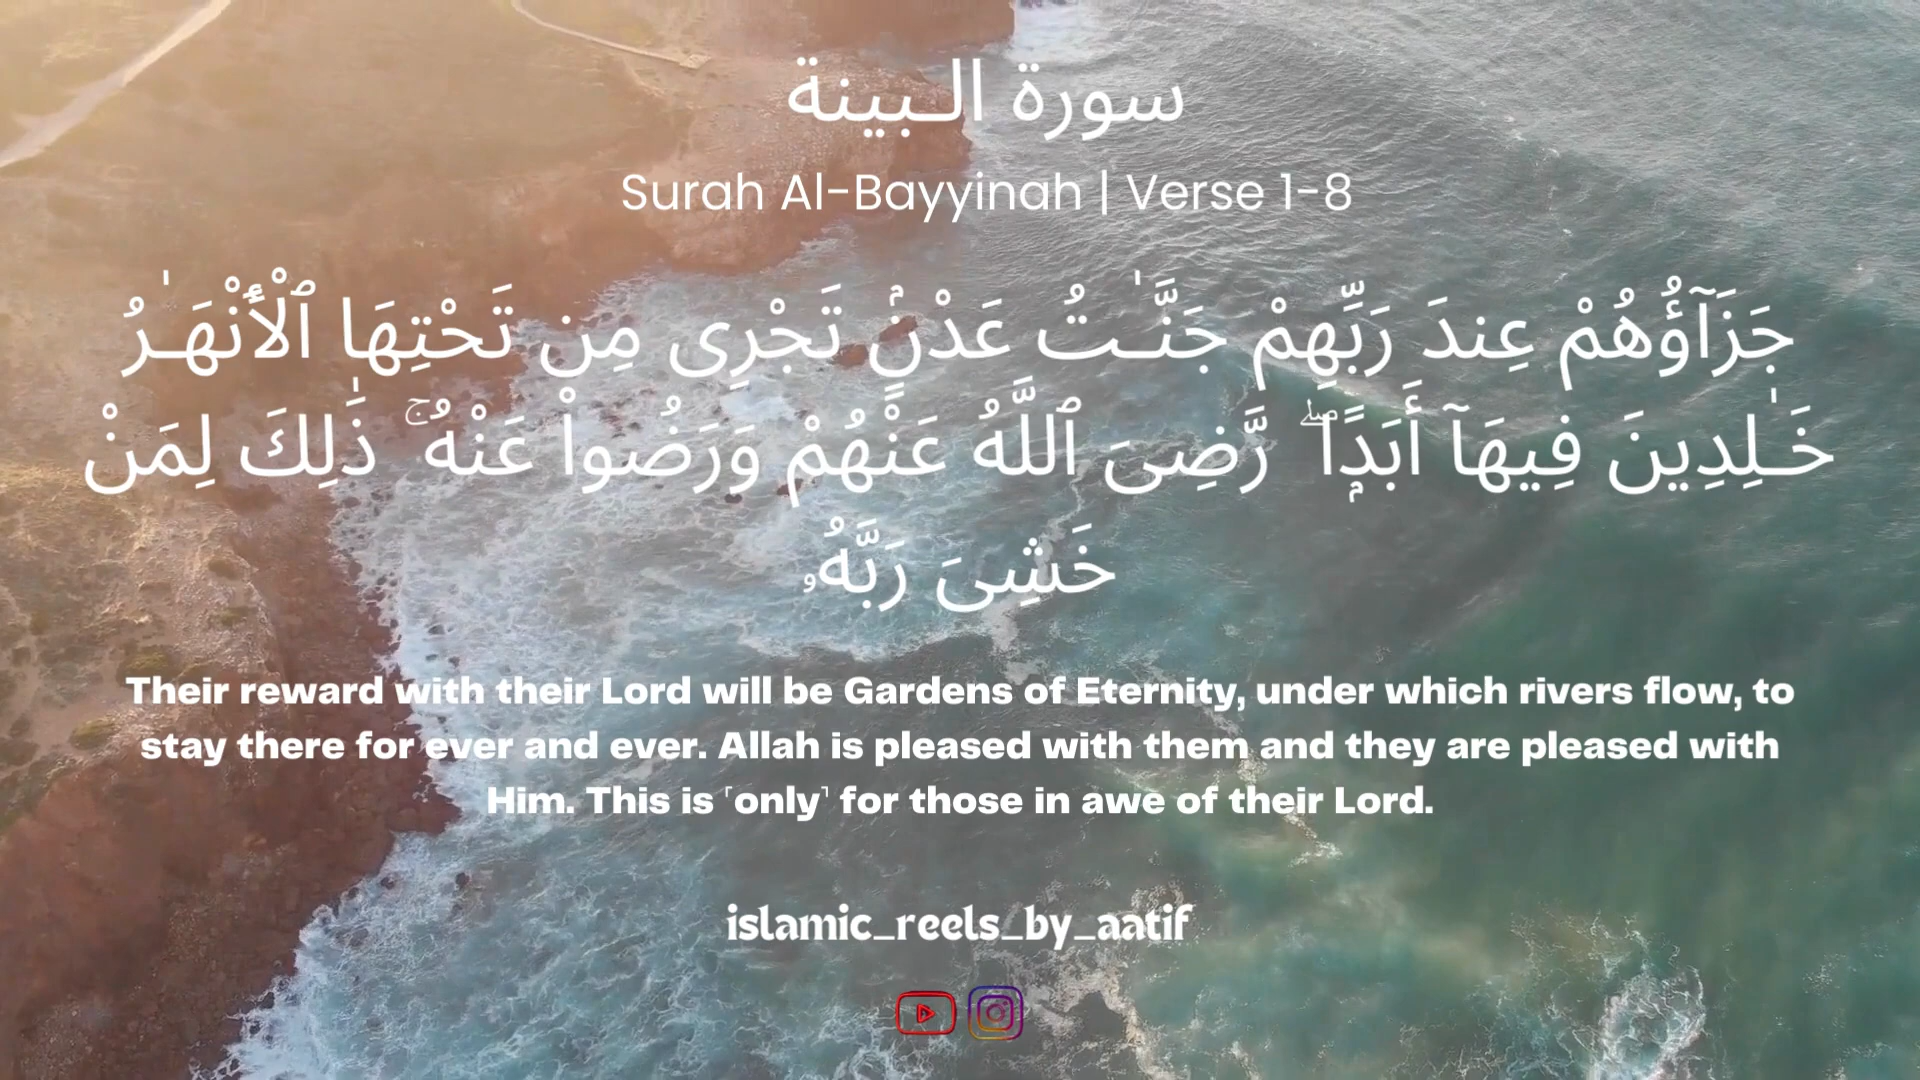 سورة الـبينة
Surah Al-Bayyinah | Verse 1-8
جَزَآؤُهُمْ عِندَ رَبِّهِمْ جَنَّـٰتُ عَدْنٍۢ تَجْرِى مِن تَحْتِهَا ٱلْأَنْهَـٰرُ
خَـٰلِدِينَ فِيهَآ أَبَدًۭا ۖ رَّضِىَ ٱللَّهُ عَنْهُمْ وَرَضُوا۟ عَنْهُ ۚ ذَٰلِكَ لِمَنْ
خَشِىَ رَبَّهُۥ
Their reward with their Lord will be Gardens of Eternity, under which rivers flow, to
stay there for ever and ever. Allah is pleased with them and they are pleased with
Him. This is ˹only˺ for those in awe of their Lord.
islamic_reels_by_aatif